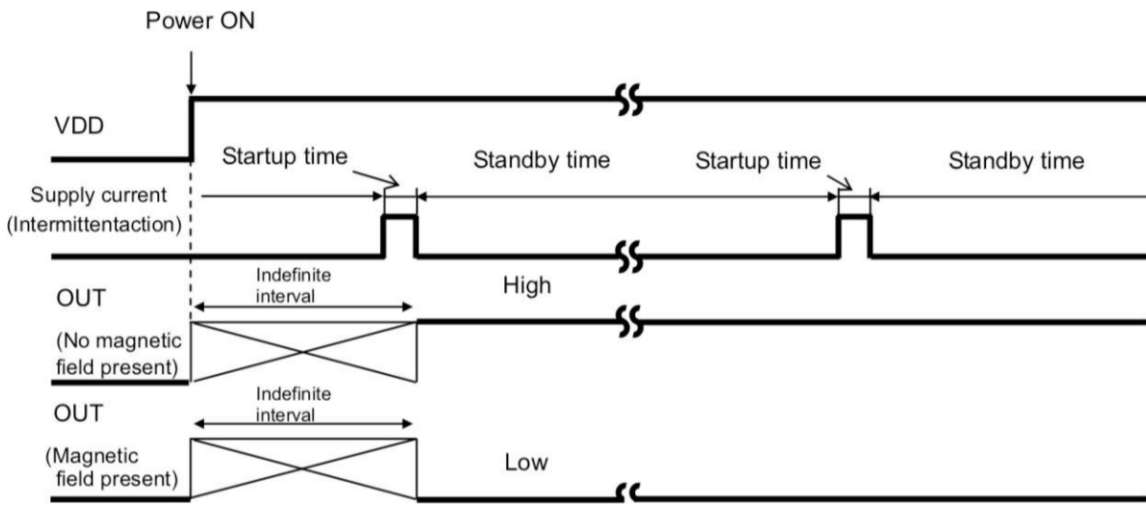 Power ON
VDD
Startup time
Standby time
Startup time
Standby time
Supply current
(Intermittentaction)
Indefinite
interval
High
OUT
(No magnetic
field present)
Indefinite
interval
OUT
(Magnetic
field present)
Low